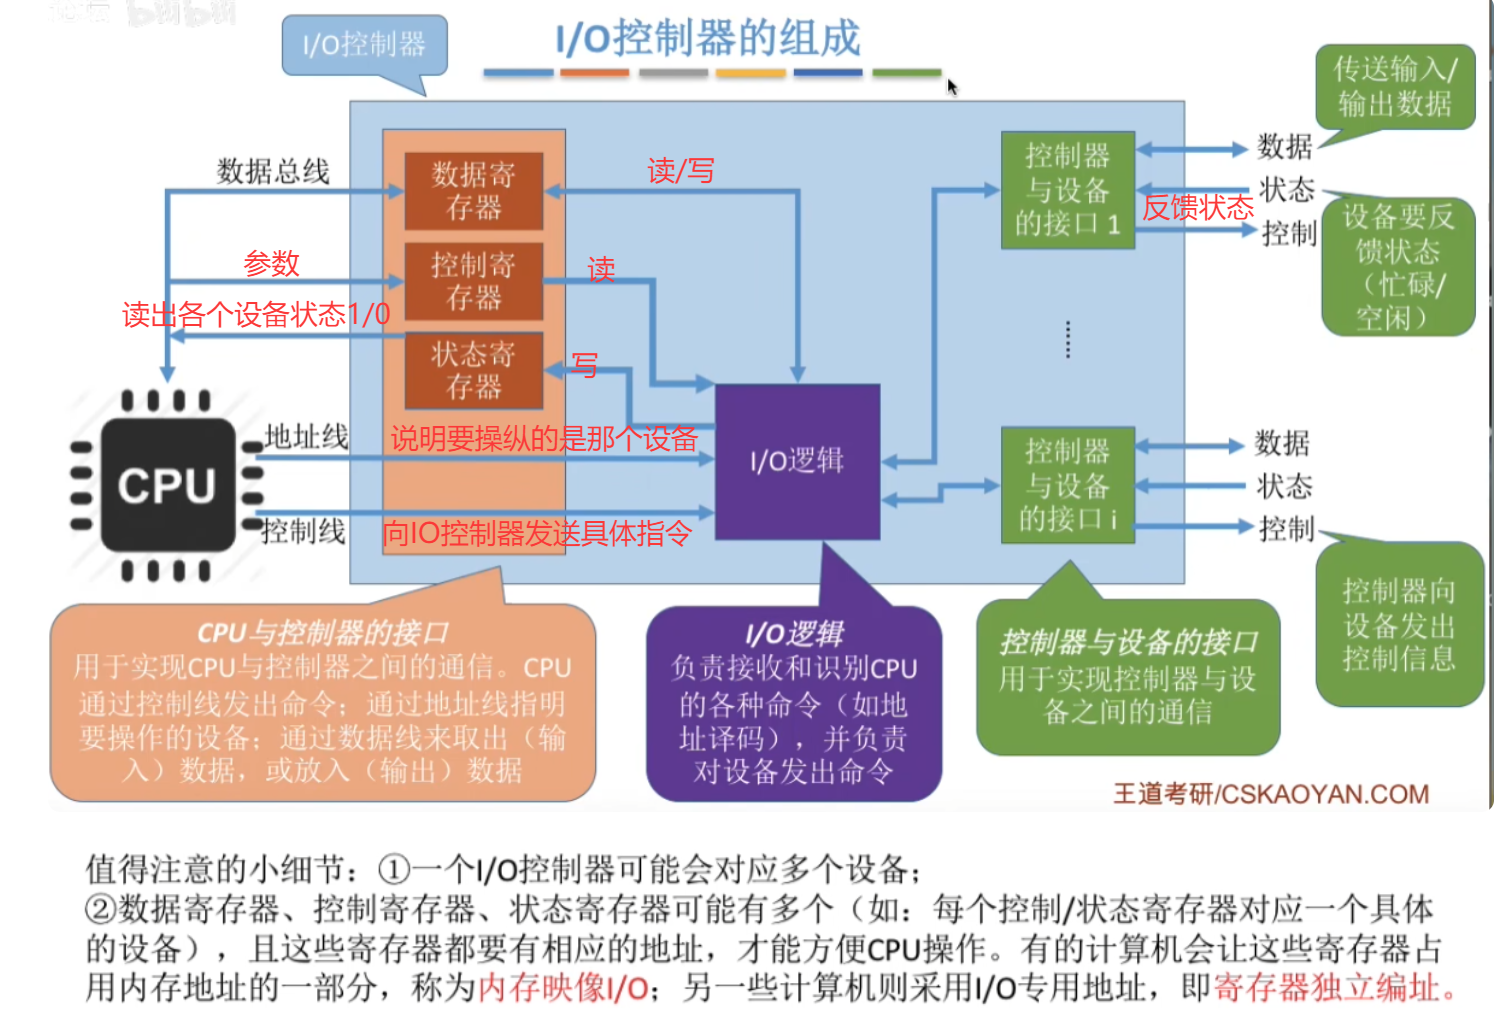 I/O控制器的组成
I/O控制器
传送输入/
输出数据
数据总线
数据寄
存器
读/写
控制器
与设备
的接口 1
数据
状态
反馈状态
控制
设备要反
馈状态
（忙碌/
空闲）
参数
控制寄
存器
读
读出各个设备状态1/0
状态寄
存器
写
CPU
地址线
说明要操纵的是那个设备
I/O逻辑
控制线
向IO控制器发送具体指令
控制器
与设备
的接口 i
数据
状态
控制
控制器向
设备发出
控制信息
CPU与控制器的接口
用于实现CPU与控制器之间的通信。CPU
通过控制线发出命令；通过地址线指明
要操作的设备；通过数据线来取出（输
入）数据，或放入（输出）数据
I/O逻辑
负责接收和识别CPU
的各种命令（如地
址译码），并负责
对设备发出命令
控制器与设备的接口
用于实现控制器与设
备之间的通信
王道考研/CSKAOYAN.COM
值得注意的小细节：①一个I/O控制器可能会对应多个设备；
②数据寄存器、控制寄存器、状态寄存器可能有多个（如：每个控制/状态寄存器对应一个具体
的设备），且这些寄存器都要有相应的地址，才能方便CPU操作。有的计算机会让这些寄存器占
用内存地址的一部分，称为内存映像I/O；另一些计算机则采用I/O专用地址，即寄存器独立编址。